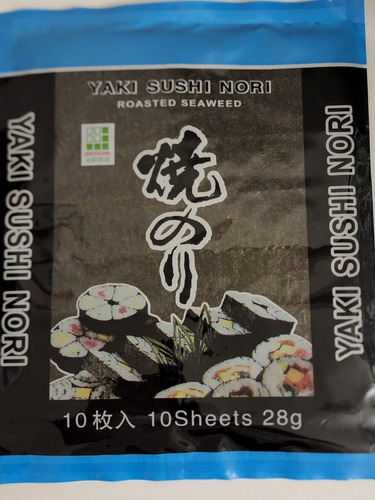 YAKI SUSHI NORI
ROASTED SEAWEED
焼のり
YAKI SUSHI NORI
YAKI SUSHI NORI
10枚入 10Sheets 28g